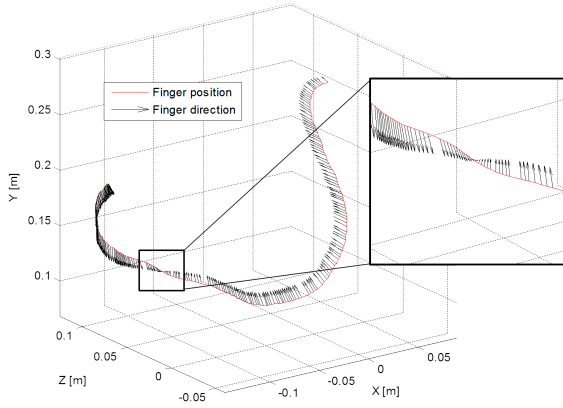 0.3
Finger position
Finger direction
0.25
0.2
Y [m]
0.15
0.1
0.1
0.05
Z [m]
0
-0.05
-0.1
-0.05
0
X [m]
0.05